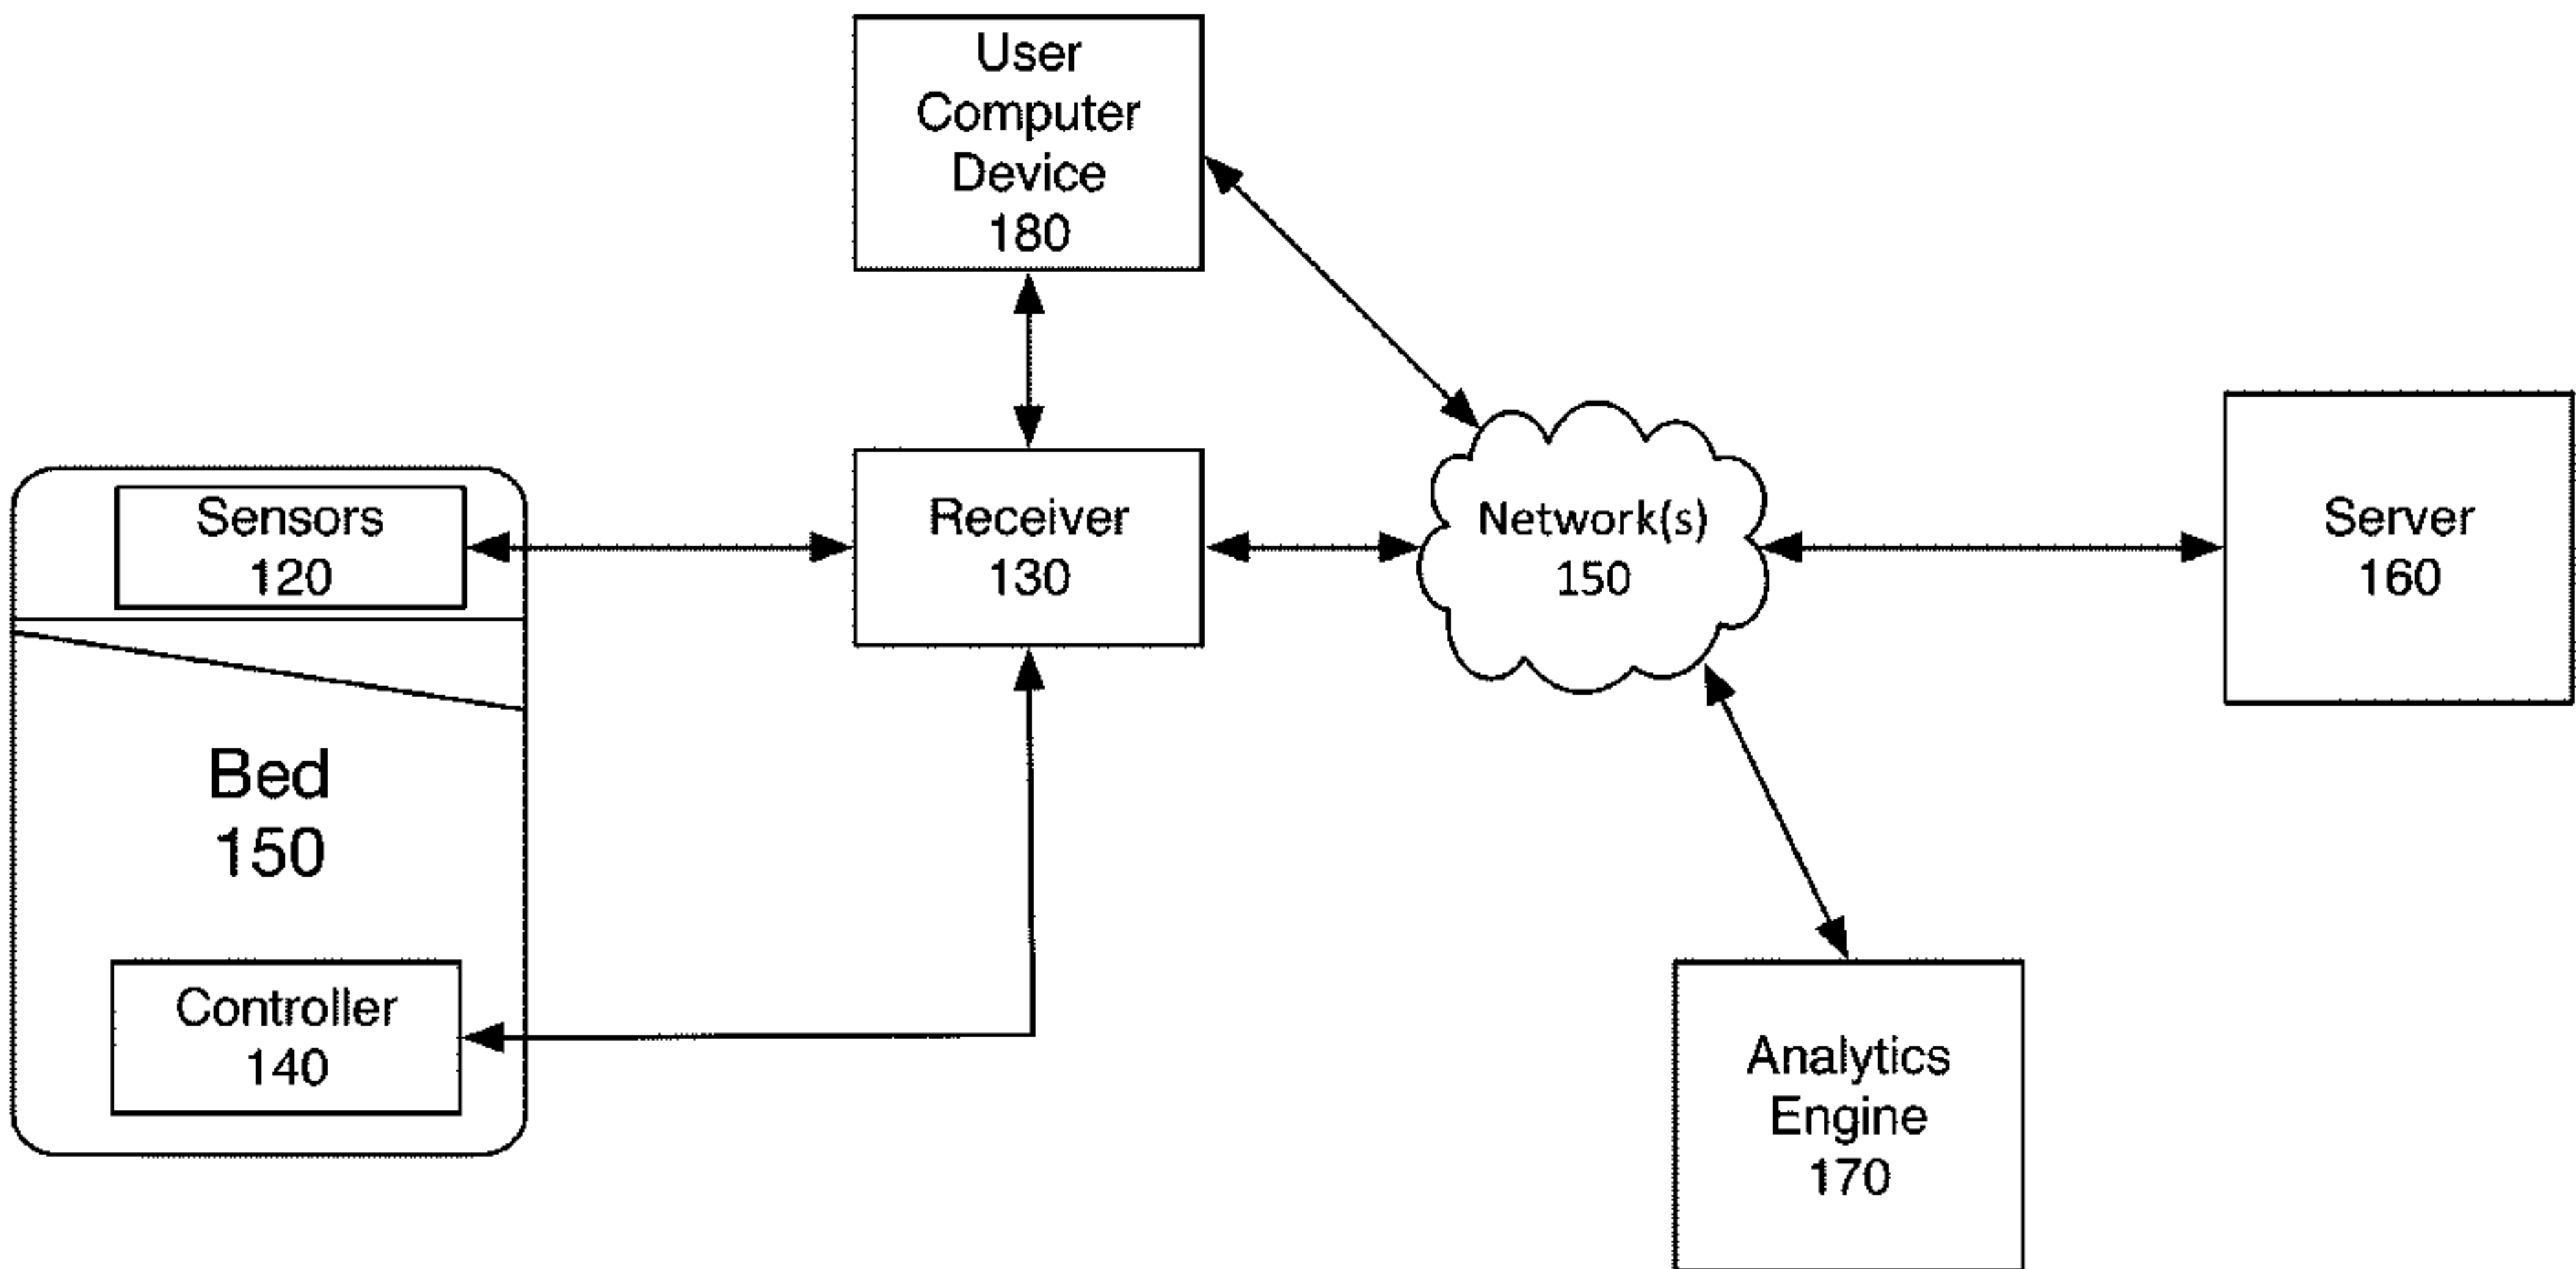 User
Computer
Device
180
Sensors
120
Receiver
130
Network(s)
150
Server
160
Bed
150
Controller
140
Analytics
Engine
170